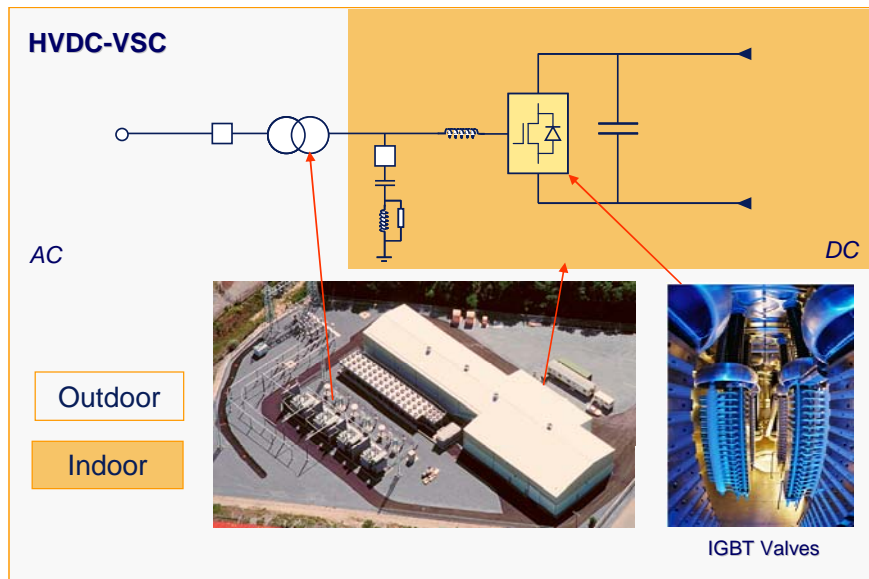 HVDC-VSC
AC
DC
Outdoor
Indoor
IGBT Valves